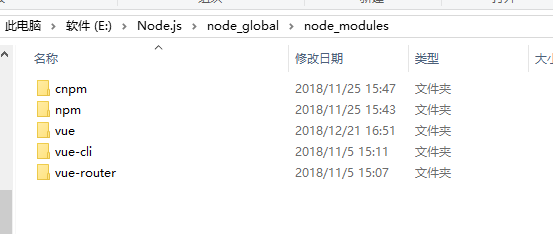 此电脑 > 软件 (E:) > Node.js > node_global > node_modules
名称 修改日期 类型 大小
cnpm 2018/11/25 15:47 文件夹
npm 2018/11/25 15:43 文件夹
vue 2018/12/21 16:51 文件夹
vue-cli 2018/11/5 15:11 文件夹
vue-router 2018/11/5 15:07 文件夹